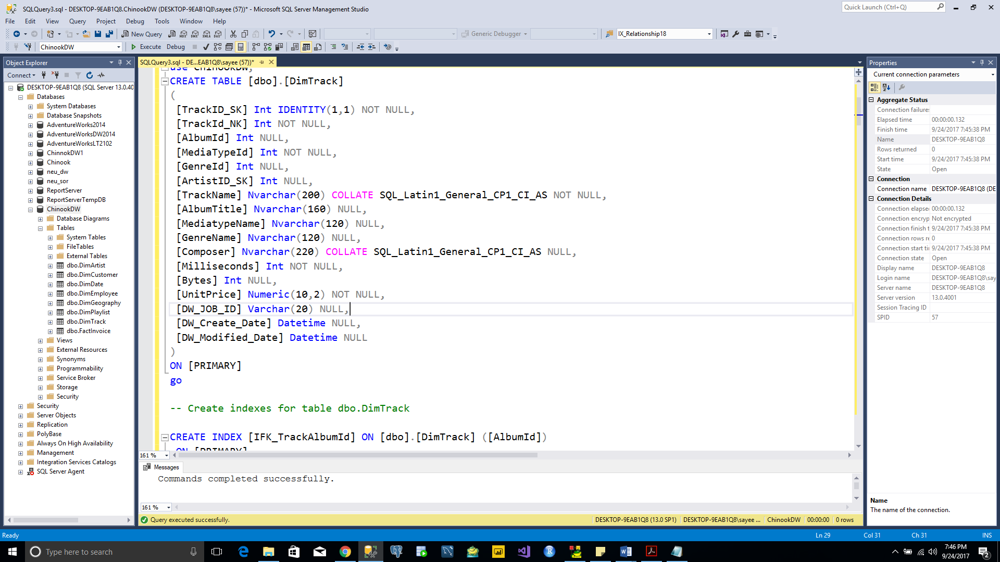 SQLQuery3.sql - DESKTOP-9EAB1Q8.ChinookDW (DESKTOP-9EAB1Q8\sayee (57))* - Microsoft SQL Server Management Studio
Quick Launch (Ctrl+Q)
File Edit View Query Project Debug Tools Window Help
New Query
MDX DMX XMLA DAX
Generic Debugger
IX_Relationship18
ChinookDW
Execute Debug
Object Explorer
Connect
DESKTOP-9EAB1Q8 (SQL Server 13.0.40
Databases
System Databases
Database Snapshots
AdventureWorks2014
AdventureWorksDW2014
AdventureWorksLT2102
ChinnokDW1
Chinook
neu_dw
neu_sor
ReportServer
ReportServerTempDB
ChinookDW
Database Diagrams
Tables
System Tables
FileTables
External Tables
dbo.DimArtist
dbo.DimCustomer
dbo.DimDate
dbo.DimEmployee
dbo.DimGeography
dbo.DimPlaylist
dbo.DimTrack
dbo.FactInvoice
Views
External Resources
Synonyms
Programmability
Service Broker
Storage
Security
Security
Server Objects
Replication
PolyBase
Always On High Availability
Management
Integration Services Catalogs
SQL Server Agent
SQLQuery3.sql - DE...EAB1Q8\sayee (57))*
use ChinookDW;
CREATE TABLE [dbo].[DimTrack]
(
[TrackID_SK] Int IDENTITY(1,1) NOT NULL,
[TrackId_NK] Int NOT NULL,
[AlbumId] Int NULL,
[MediaTypeId] Int NOT NULL,
[GenreId] Int NULL,
[ArtistID_SK] Int NULL,
[TrackName] Nvarchar(200) COLLATE SQL_Latin1_General_CP1_CI_AS NOT NULL,
[AlbumTitle] Nvarchar(160) NULL,
[MediatypeName] Nvarchar(120) NULL,
[GenreName] Nvarchar(120) NULL,
[Composer] Nvarchar(220) COLLATE SQL_Latin1_General_CP1_CI_AS NULL,
[Milliseconds] Int NOT NULL,
[Bytes] Int NULL,
[UnitPrice] Numeric(10,2) NOT NULL,
[DW_JOB_ID] Varchar(20) NULL,
[DW_Create_Date] Datetime NULL,
[DW_Modified_Date] Datetime NULL
)
ON [PRIMARY]
go
-- Create indexes for table dbo.DimTrack
CREATE INDEX [IFK_TrackAlbumId] ON [dbo].[DimTrack] ([AlbumId])
ON [PRIMARY]
161 %
Messages
Commands completed successfully.
161 %
Query executed successfully.
DESKTOP-9EAB1Q8 (13.0 SP1) DESKTOP-9EAB1Q8\sayee ... ChinookDW 00:00:00 0 rows
Properties
Current connection parameters
Aggregate Status
Connection failures
Elapsed time 00:00:00.132
Finish time 9/24/2017 7:45:38 PM
Name DESKTOP-9EAB1Q8
Rows returned 0
Start time 9/24/2017 7:45:38 PM
State Open
Connection
Connection name DESKTOP-9EAB1Q8 (DE
Connection Details
Connection elapse 00:00:00.132
Connection encryp Not encrypted
Connection finish t 9/24/2017 7:45:38 PM
Connection rows re 0
Connection start ti 9/24/2017 7:45:38 PM
Connection state Open
Display name DESKTOP-9EAB1Q8
Login name DESKTOP-9EAB1Q8\say
Server name DESKTOP-9EAB1Q8
Server version 13.0.4001
Session Tracing ID
SPID 57
Name
The name of the connection.
Ready
Ln 29 Col 31 Ch 31 INS
Type here to search
7:46 PM
9/24/2017
2